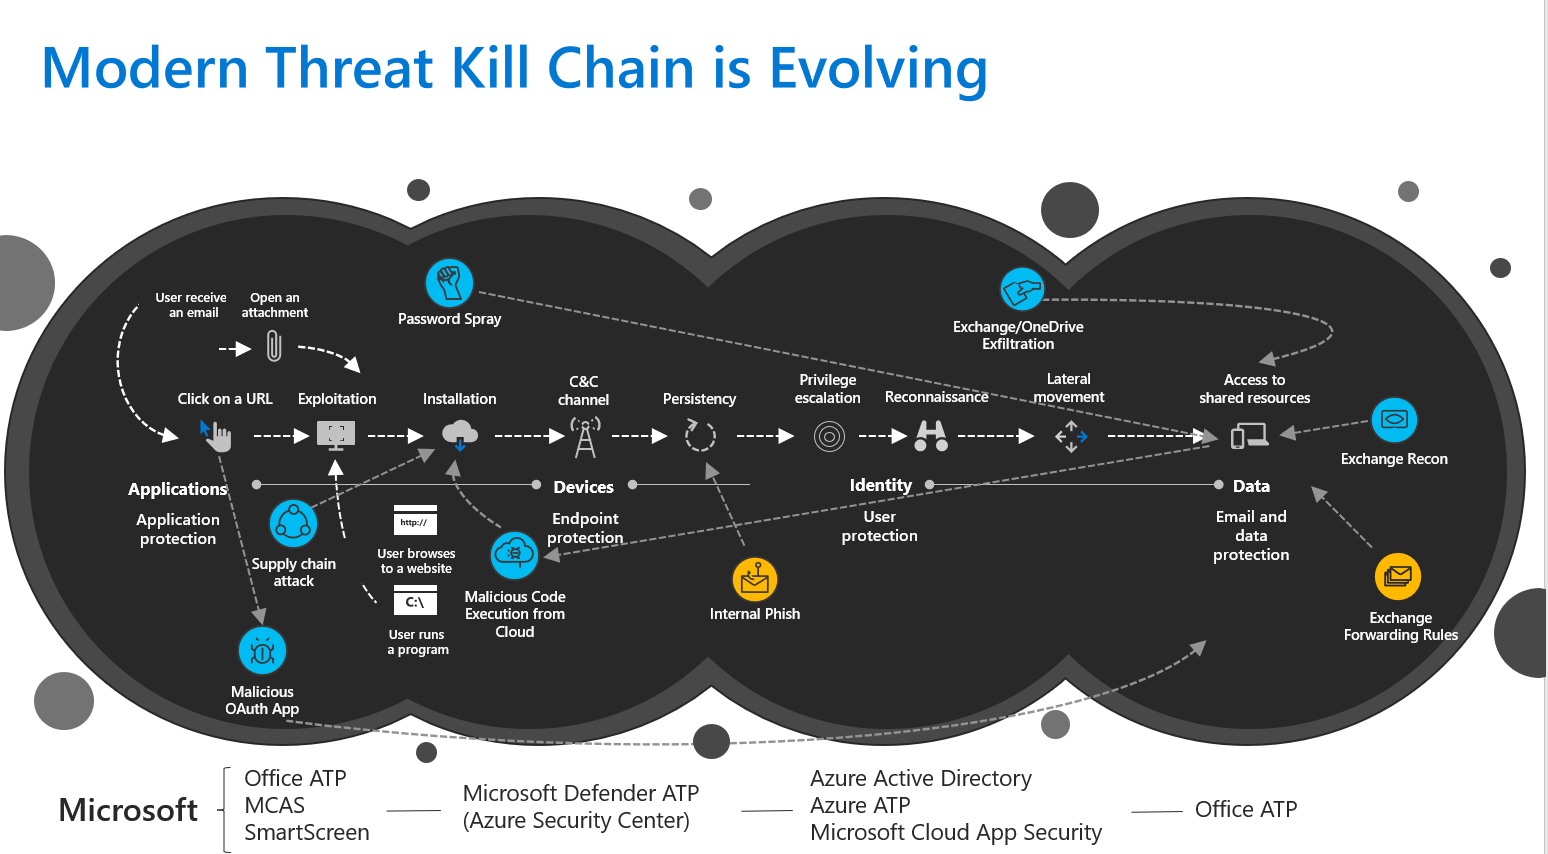 Modern Threat Kill Chain is Evolving
User receive
an email
Open an
attachment
Password Spray
Exchange/OneDrive
Exfiltration
Click on a URL
Exploitation
Installation
C&C
channel
Persistency
Privilege
escalation
Reconnaissance
Lateral
movement
Access to
shared resources
Exchange Recon
Applications
Application
protection
Devices
Endpoint
protection
Identity
User
protection
Data
Email and
data
protection
Supply chain
attack
http://
User browses
to a website
C:\
User runs
a program
Malicious Code
Execution from
Cloud
Internal Phish
Exchange
Forwarding Rules
Malicious
OAuth App
Microsoft
Office ATP
MCAS
SmartScreen
Microsoft Defender ATP
(Azure Security Center)
Azure Active Directory
Azure ATP
Microsoft Cloud App Security
Office ATP